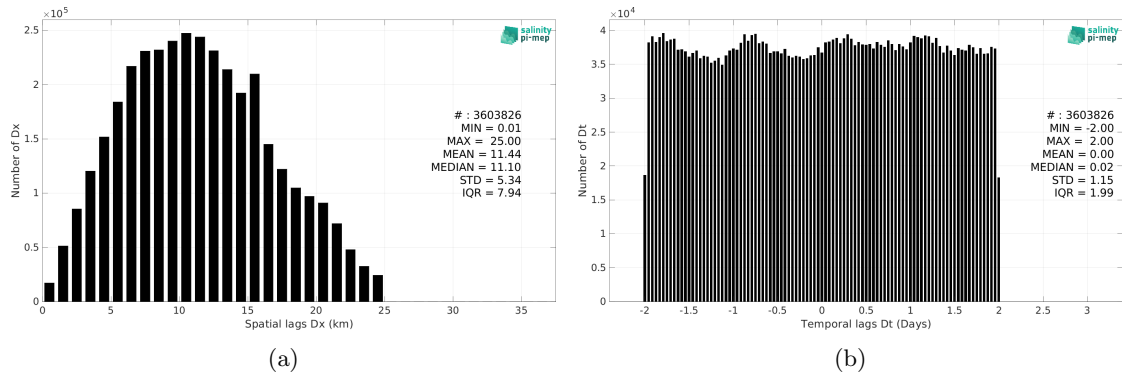 ×10⁵
2.5
2
1.5
1
0.5
0
Number of Dx
0 5 10 15 20 25 30 35
Spatial lags Dx (km)
salinity
pi-mep
# : 3603826
MIN = 0.01
MAX = 25.00
MEAN = 11.44
MEDIAN = 11.10
STD = 5.34
IQR = 7.94
(a)
×10⁴
4
3.5
3
2.5
2
1.5
1
0.5
0
Number of Dt
-2 -1.5 -1 -0.5 0 0.5 1 1.5 2 2.5 3
Temporal lags Dt (Days)
salinity
pi-mep
# : 3603826
MIN = -2.00
MAX = 2.00
MEAN = 0.00
MEDIAN = 0.02
STD = 1.15
IQR = 1.99
(b)